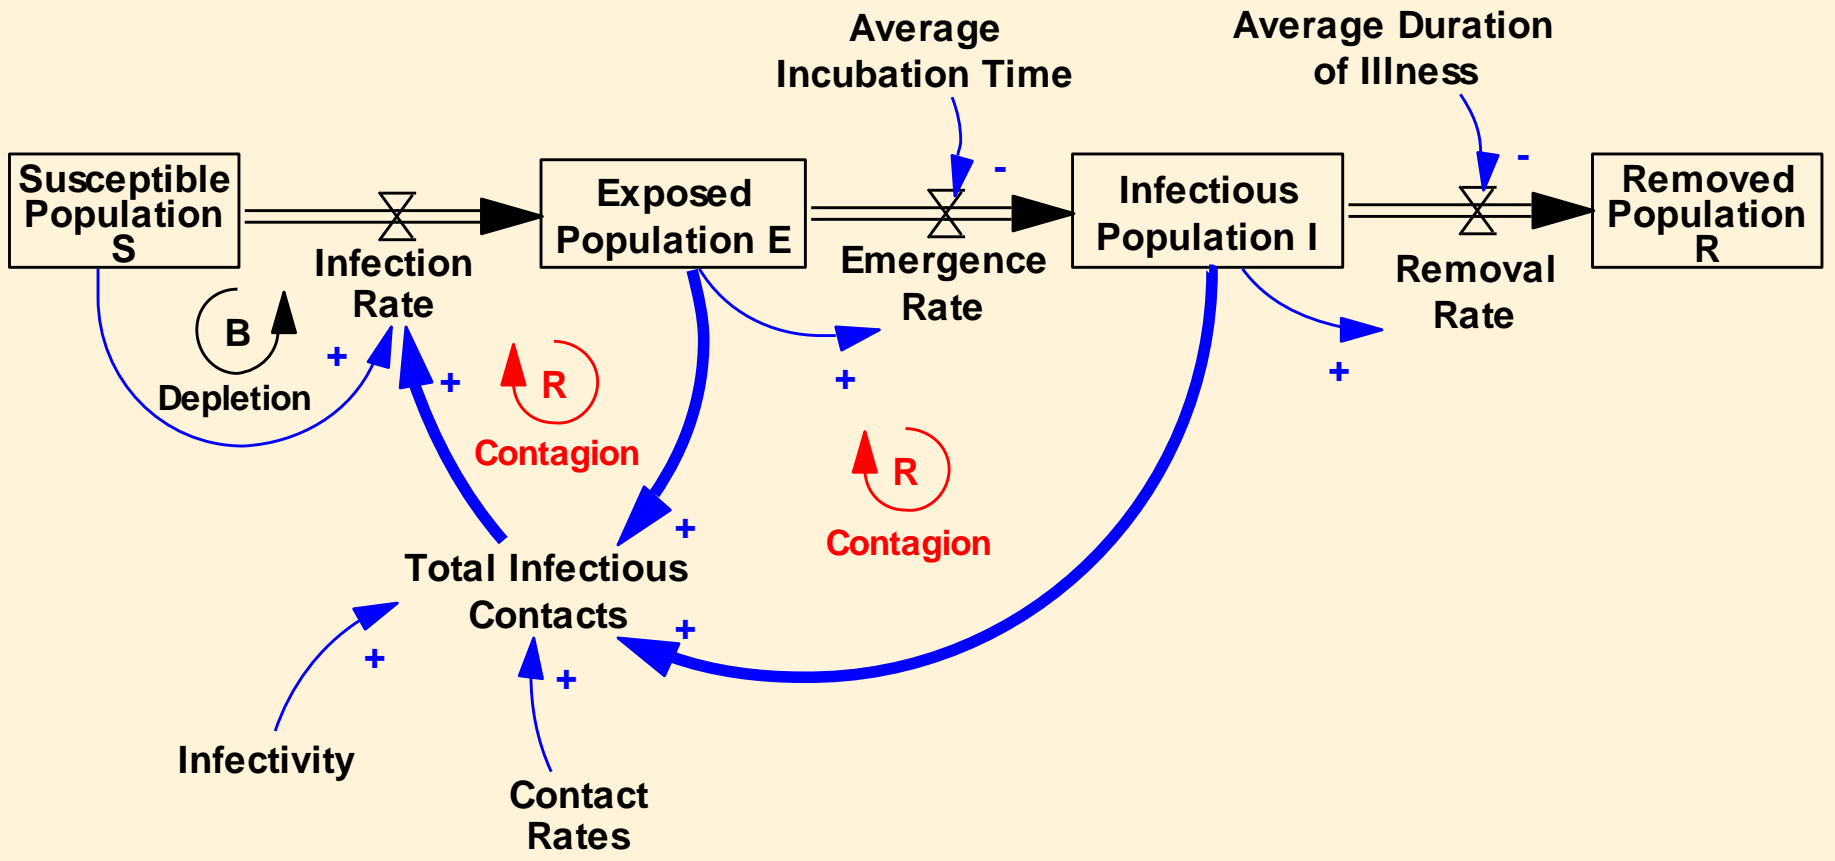 Average
Incubation Time
Average Duration
of Illness
-
-
Susceptible
Population
S
Exposed
Population E
Infectious
Population I
Removed
Population
R
Infection
Rate
Emergence
Rate
Removal
Rate
B
Depletion
+
+
R
Contagion
+
+
R
Contagion
+
Total Infectious
Contacts
+
+
+
Infectivity
Contact
Rates